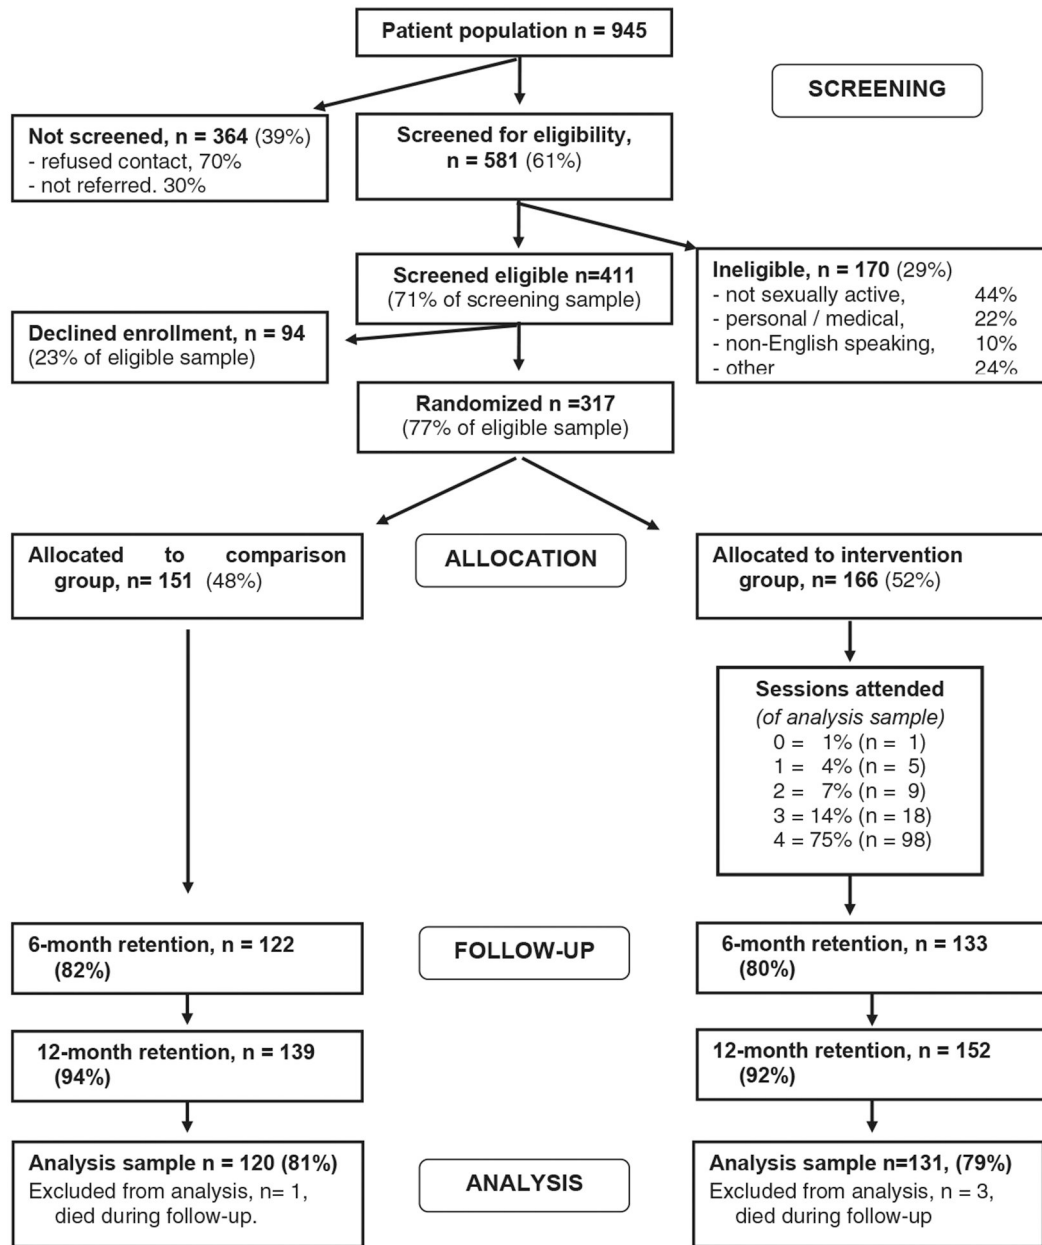 Patient population n = 945
SCREENING
Not screened, n = 364 (39%)
- refused contact, 70%
- not referred. 30%
Screened for eligibility,
n = 581 (61%)
Screened eligible n=411
(71% of screening sample)
Ineligible, n = 170 (29%)
- not sexually active, 44%
- personal / medical, 22%
- non-English speaking, 10%
- other 24%
Declined enrollment, n = 94
(23% of eligible sample)
Randomized n =317
(77% of eligible sample)
Allocated to comparison
group, n= 151 (48%)
ALLOCATION
Allocated to intervention
group, n= 166 (52%)
Sessions attended
(of analysis sample)
0 = 1% (n = 1)
1 = 4% (n = 5)
2 = 7% (n = 9)
3 = 14% (n = 18)
4 = 75% (n = 98)
6-month retention, n = 122
(82%)
FOLLOW-UP
6-month retention, n = 133
(80%)
12-month retention, n = 139
(94%)
12-month retention, n = 152
(92%)
Analysis sample n = 120 (81%)
Excluded from analysis, n= 1,
died during follow-up.
ANALYSIS
Analysis sample n=131, (79%)
Excluded from analysis, n = 3,
died during follow-up